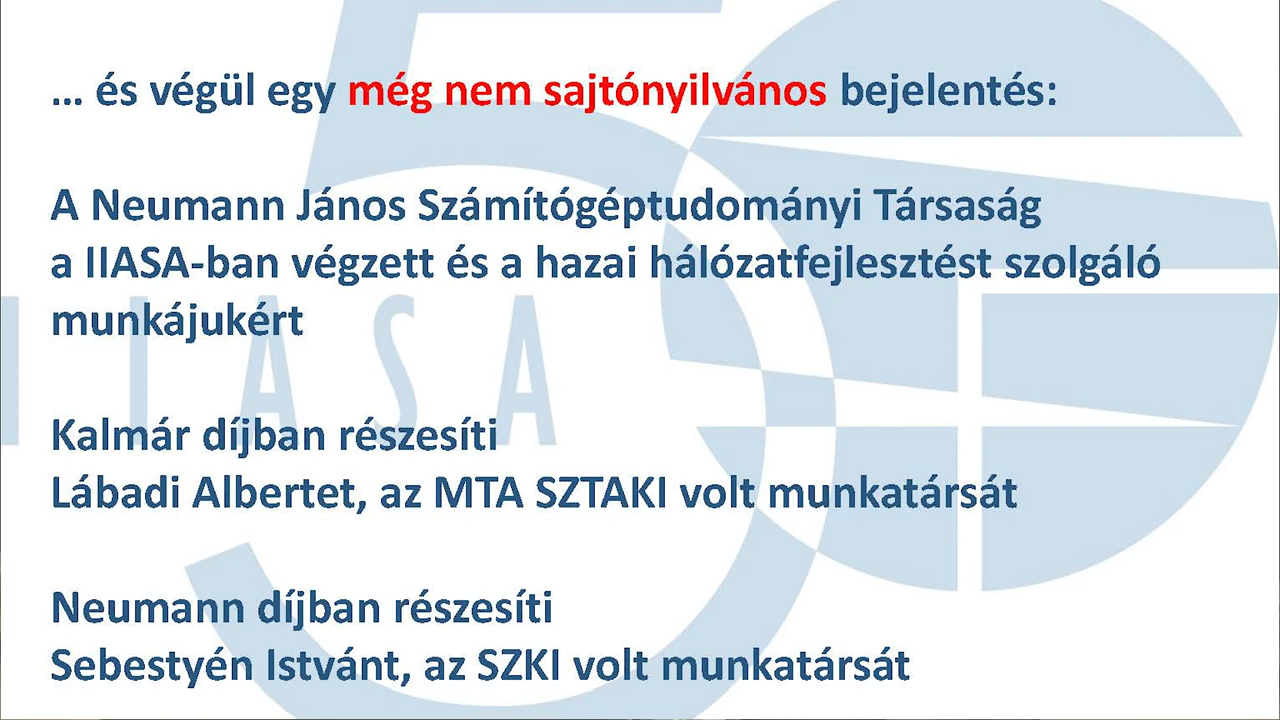 ... és végül egy még nem sajtónyilvános bejelentés:
A Neumann János Számítógéptudományi Társaság
a IIASA-ban végzett és a hazai hálózatfejlesztést szolgáló
munkájukért
I I A S A
Kalmár díjban részesíti
Lábadi Albertet, az MTA SZTAKI volt munkatársát
Neumann díjban részesíti
Sebestyén Istvánt, az SZKI volt munkatársát